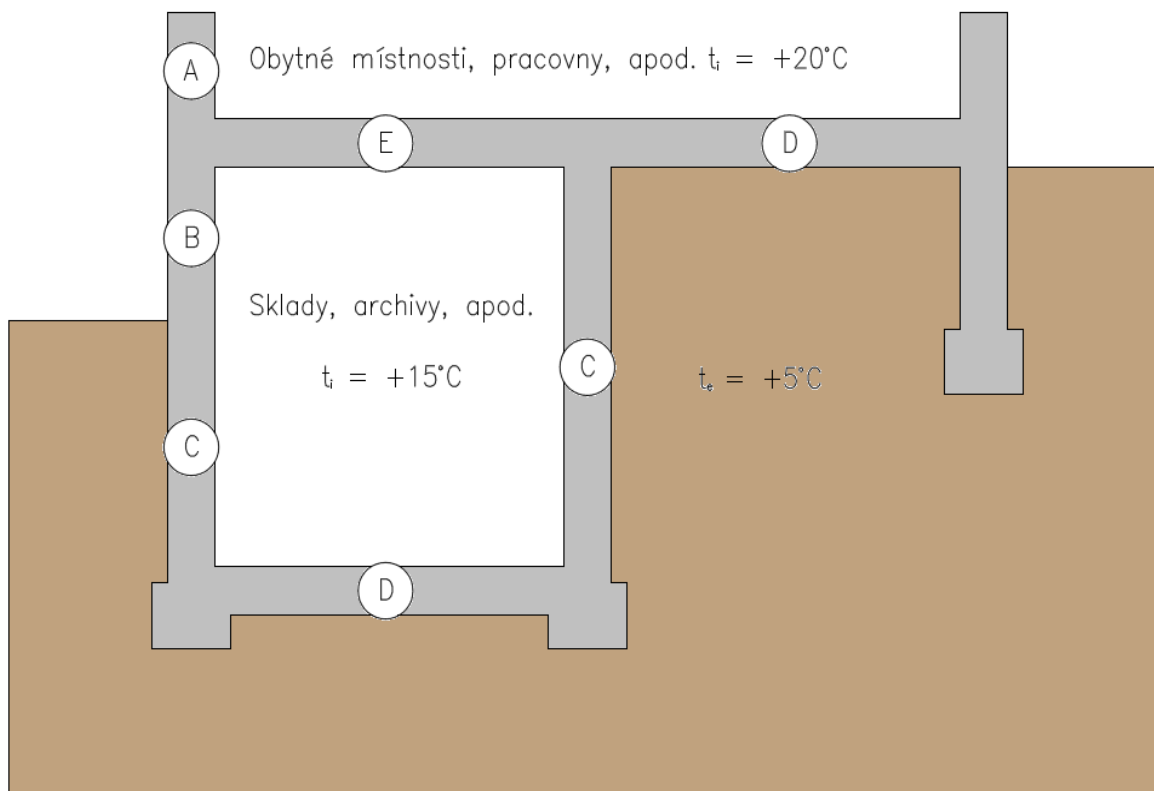 A
Obytné místnosti, pracovny, apod. tᵢ = +20°C
E
D
B
Sklady, archivy, apod.
tᵢ = +15°C
C
tₑ = +5°C
C
D